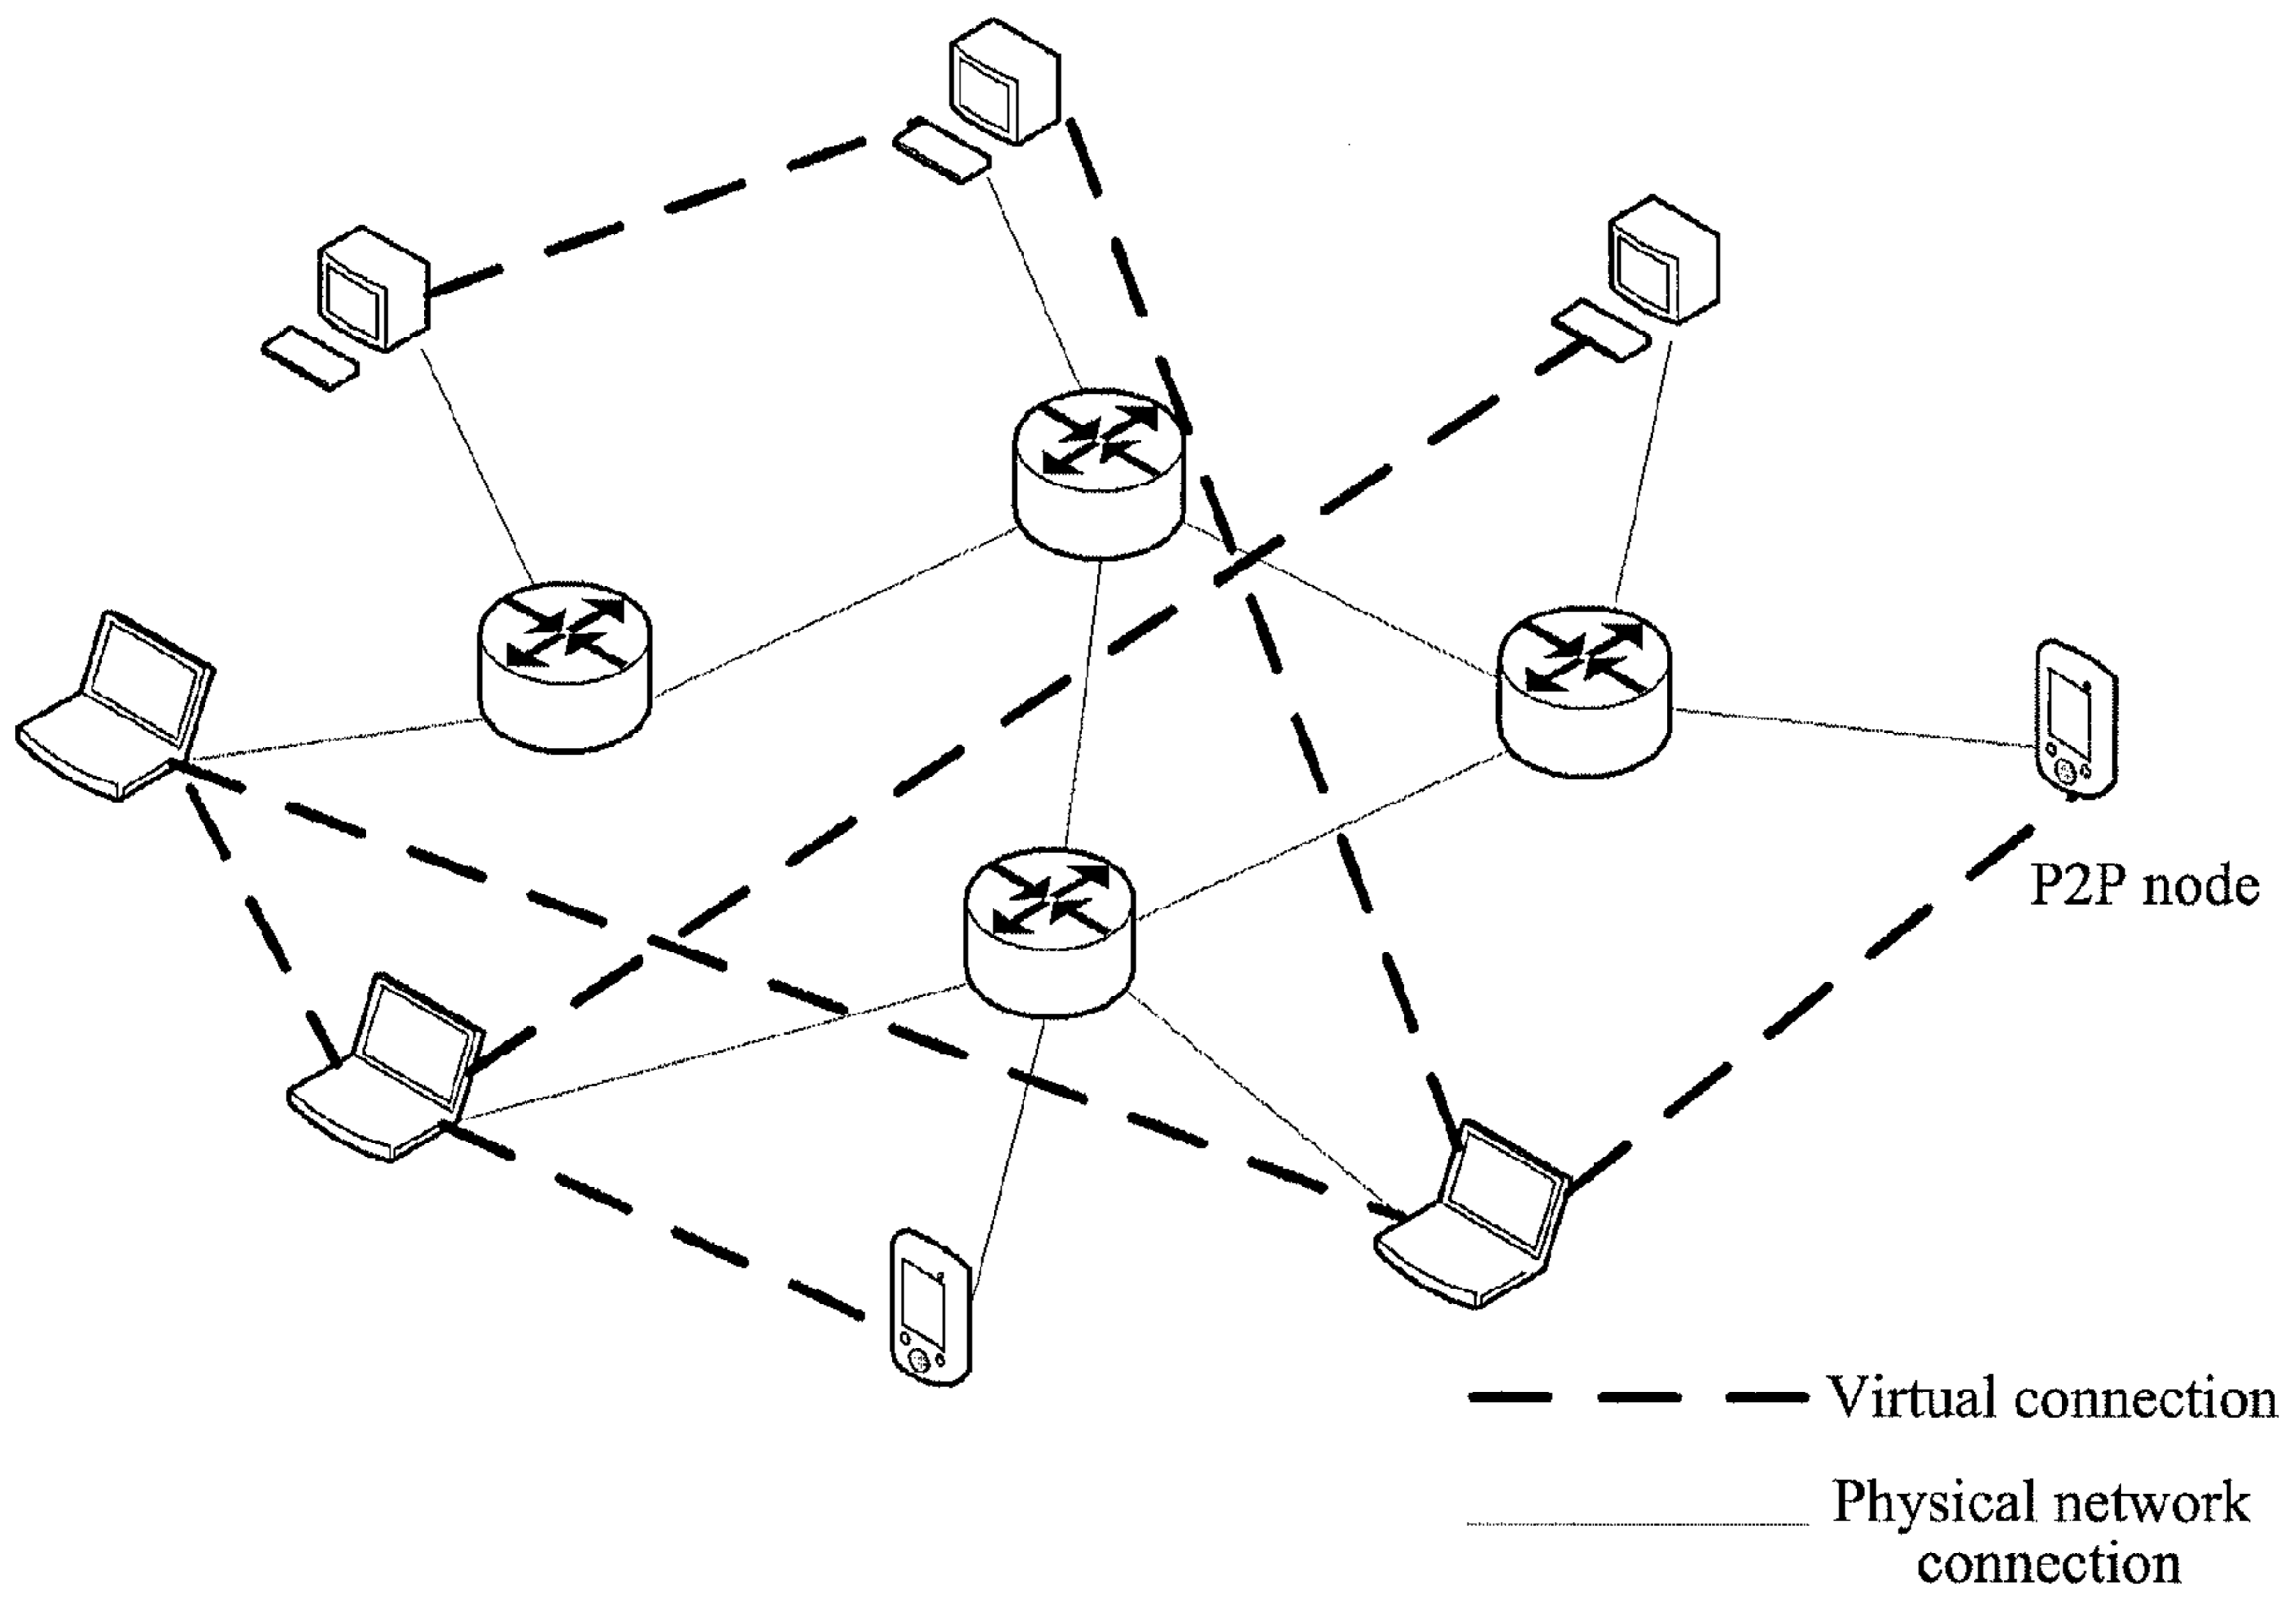 P2P node
Virtual connection
Physical network
connection